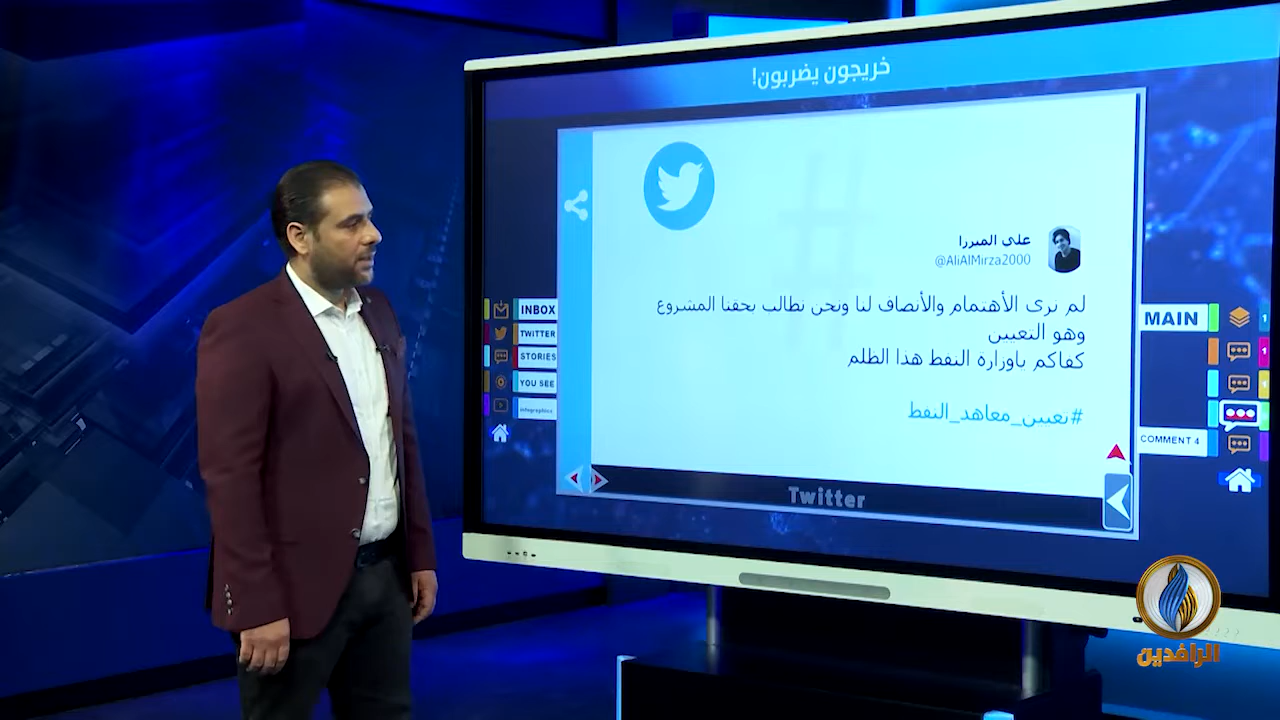 خريجون يضربون!
علي الميرزا
@AliAlMirza2000
لم نرى الأهتمام والأنصاف لنا ونحن نطالب بحقنا المشروع
وهو التعيين
كفاكم ياوزارة النفط هذا الظلم
#تعيين_معاهد_النفط
Twitter
INBOX
TWITTER
STORIES
YOU SEE
infographics
MAIN
COMMENT 4
الرافدين